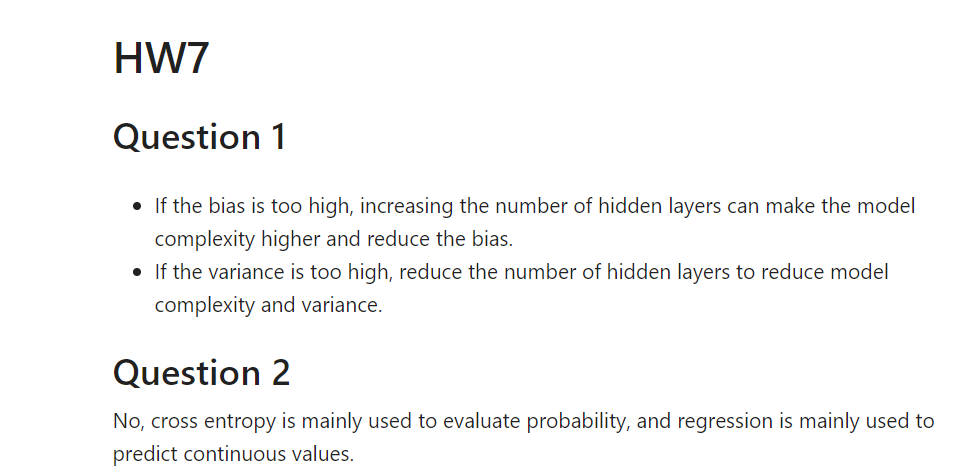 HW7
Question 1
• If the bias is too high, increasing the number of hidden layers can make the model
complexity higher and reduce the bias.
• If the variance is too high, reduce the number of hidden layers to reduce model
complexity and variance.
Question 2
No, cross entropy is mainly used to evaluate probability, and regression is mainly used to
predict continuous values.